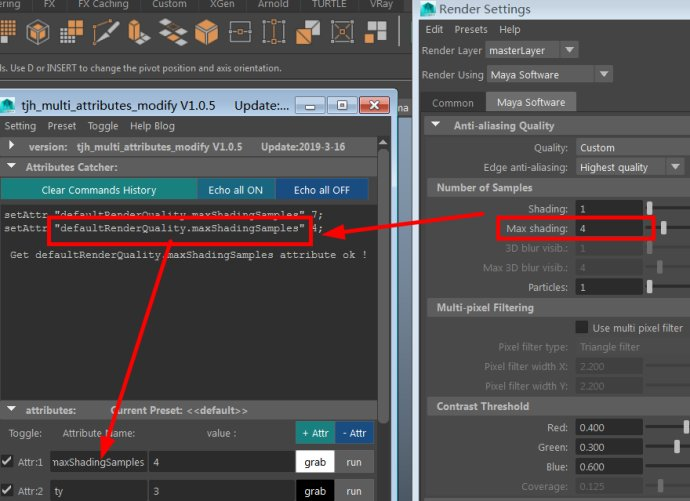 ering FX FX Caching Custom XGen Arnold TURTLE VRay
ls. Use D or INSERT to change the pivot position and axis orientation.
tjh_multi_attributes_modify V1.0.5 Update:...
Setting Preset Toggle Help Blog
version: tjh_multi_attributes_modify V1.0.5 Update:2019-3-16
Attributes Catcher:
Clear Commands History Echo all ON Echo all OFF
setAttr "defaultRenderQuality.maxShadingSamples" 7;
setAttr "defaultRenderQuality.maxShadingSamples" 4;
Get defaultRenderQuality.maxShadingSamples attribute ok !
attributes: Current Preset: <<default>>
Toggle: Attribute Name: value : + Attr - Attr
Attr:1 maxShadingSamples 4 grab run
Attr:2 ty 3 grab run
na
Render Settings
Edit Presets Help
Render Layer masterLayer
Render Using Maya Software
Common Maya Software
Anti-aliasing Quality
Quality: Custom
Edge anti-aliasing: Highest quality
Number of Samples
Shading: 1
Max shading: 4
3D blur visib.: 1
Max 3D blur visib.: 4
Particles: 1
Multi-pixel Filtering
Use multi pixel filter
Pixel filter type: Triangle filter
Pixel filter width X: 2.200
Pixel filter width Y: 2.200
Contrast Threshold
Red: 0.400
Green: 0.300
Blue: 0.600
Coverage: 0.125